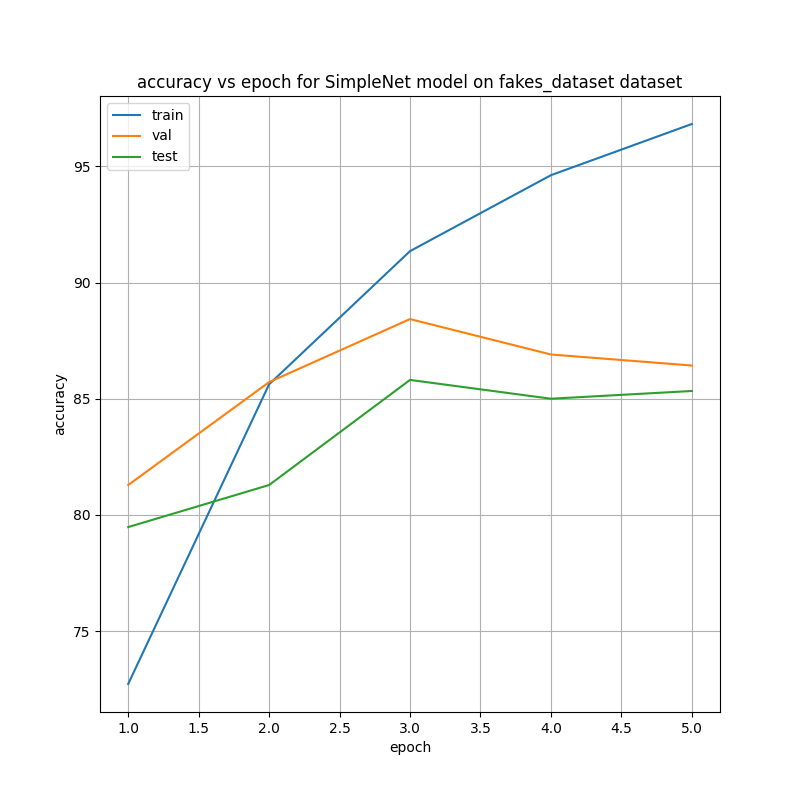 accuracy vs epoch for SimpleNet model on fakes_dataset dataset
train
val
test
95
90
85
80
75
accuracy
1.0 1.5 2.0 2.5 3.0 3.5 4.0 4.5 5.0
epoch